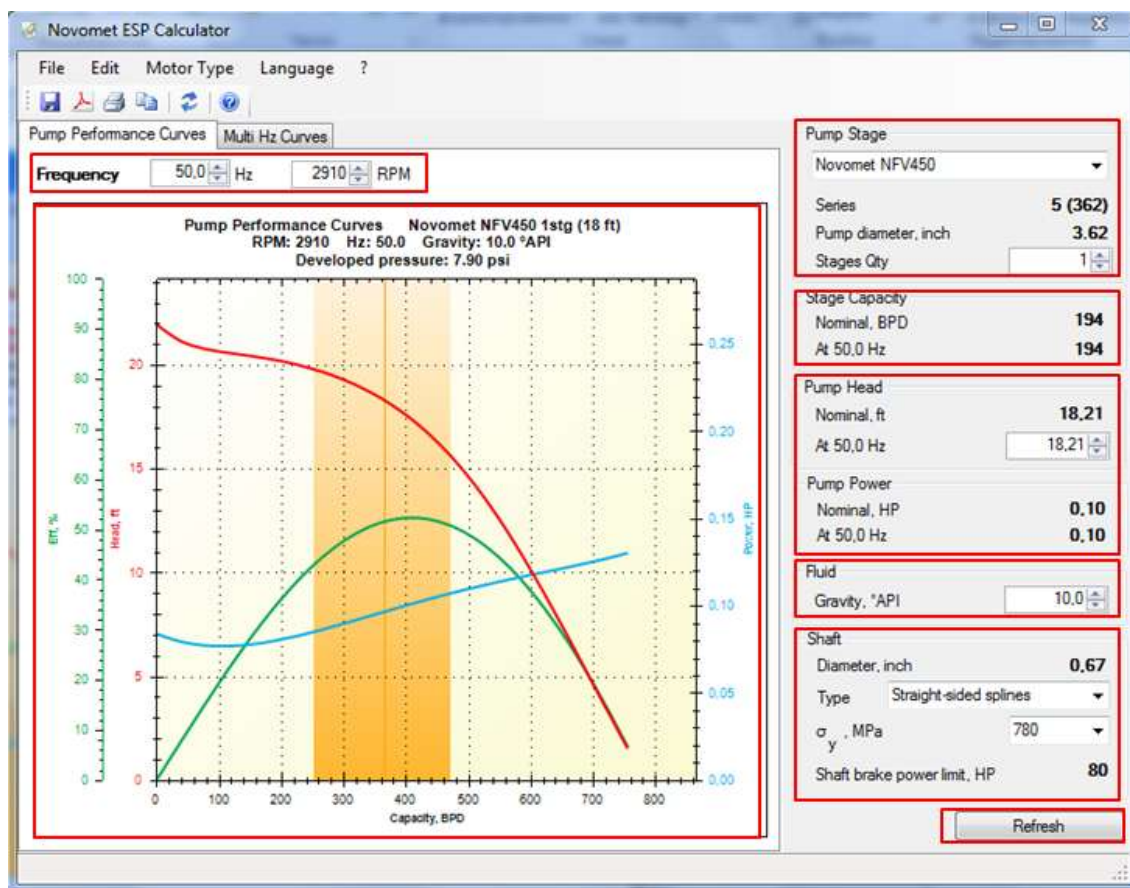 Novomet ESP Calculator
File Edit Motor Type Language ?
Pump Performance Curves Multi Hz Curves
Frequency 50,0 Hz 2910 RPM
Pump Performance Curves Novomet NFV450 1stg (18 ft)
RPM: 2910 Hz: 50.0 Gravity: 10.0 °API
Developed pressure: 7.90 psi
100
90
80
70
60
50
40
30
20
10
0
Eff, %
20
15
10
5
0
Head, ft
0,25
0,20
0,15
0,10
0,05
0,00
Power, HP
0 100 200 300 400 500 600 700 800
Capacity, BPD
Pump Stage
Novomet NFV450
Series 5 (362)
Pump diameter, inch 3.62
Stages Qty 1
Stage Capacity
Nominal, BPD 194
At 50,0 Hz 194
Pump Head
Nominal, ft 18,21
At 50,0 Hz 18,21
Pump Power
Nominal, HP 0,10
At 50,0 Hz 0,10
Fluid
Gravity, °API 10,0
Shaft
Diameter, inch 0,67
Type Straight-sided splines
σy , MPa 780
Shaft brake power limit, HP 80
Refresh